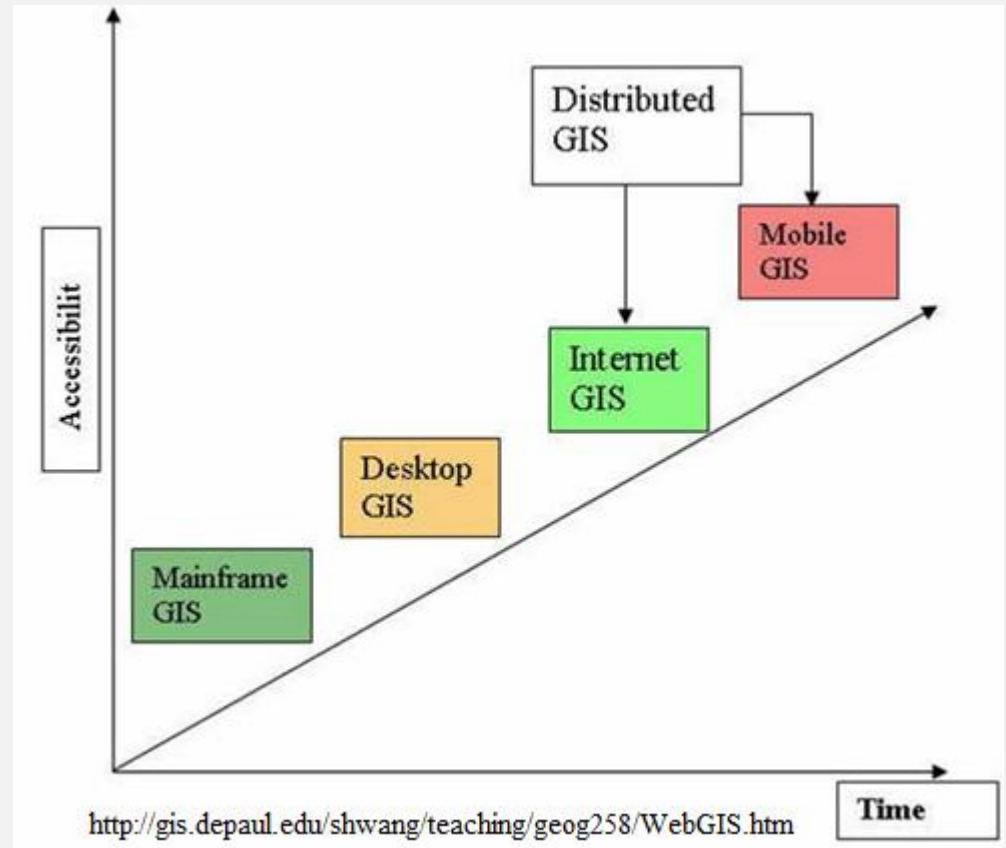 Distributed
GIS
Mobile
GIS
Accessibilit
Internet
GIS
Desktop
GIS
Mainframe
GIS
Time
http://gis.depaul.edu/shwang/teaching/geog258/WebGIS.htm